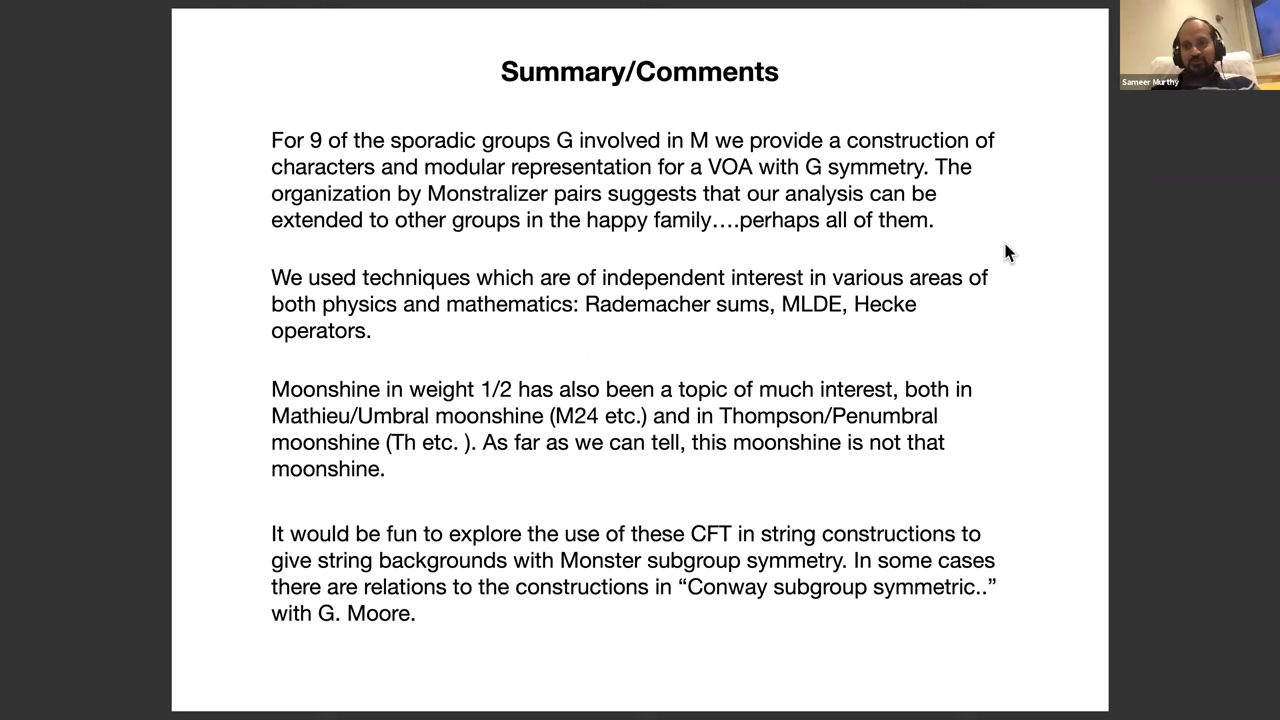 Summary/Comments
For 9 of the sporadic groups G involved in M we provide a construction of
characters and modular representation for a VOA with G symmetry. The
organization by Monstralizer pairs suggests that our analysis can be
extended to other groups in the happy family….perhaps all of them.
We used techniques which are of independent interest in various areas of
both physics and mathematics: Rademacher sums, MLDE, Hecke
operators.
Moonshine in weight 1/2 has also been a topic of much interest, both in
Mathieu/Umbral moonshine (M24 etc.) and in Thompson/Penumbral
moonshine (Th etc. ). As far as we can tell, this moonshine is not that
moonshine.
It would be fun to explore the use of these CFT in string constructions to
give string backgrounds with Monster subgroup symmetry. In some cases
there are relations to the constructions in “Conway subgroup symmetric..”
with G. Moore.
Sameer Murthy